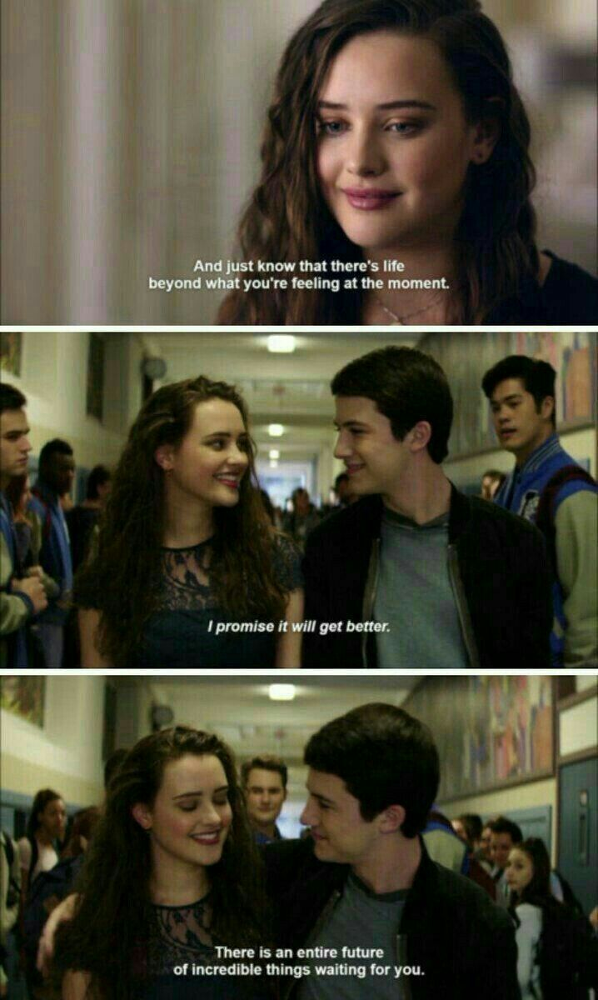 And just know that there's life
beyond what you're feeling at the moment.
I promise it will get better.
There is an entire future
of incredible things waiting for you.